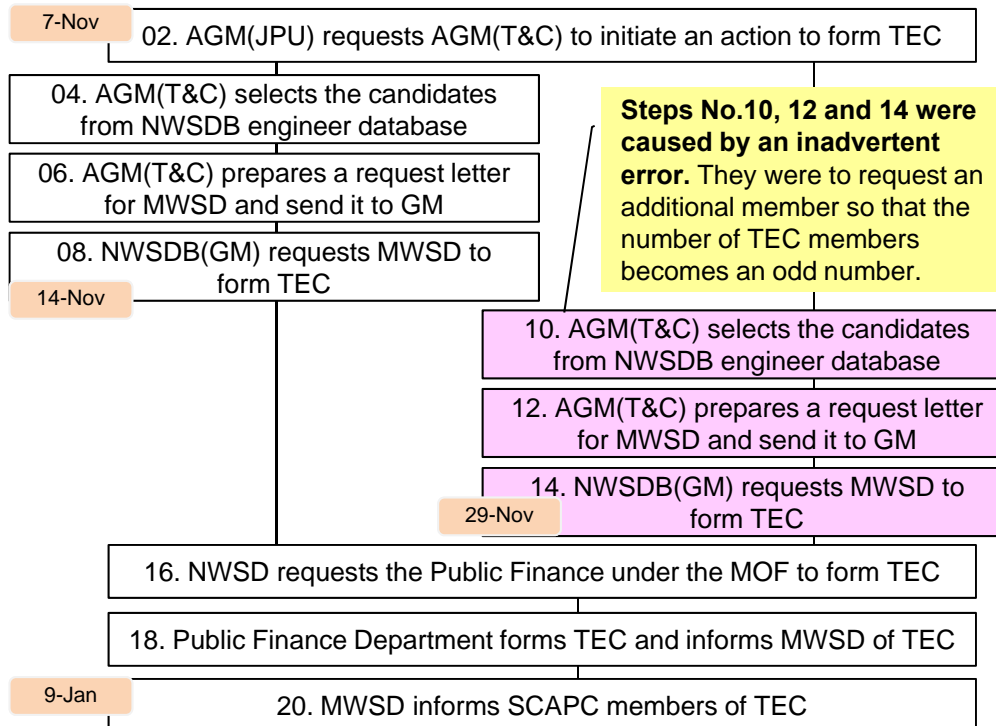 7-Nov
02. AGM(JPU) requests AGM(T&C) to initiate an action to form TEC
04. AGM(T&C) selects the candidates
from NWSDB engineer database
06. AGM(T&C) prepares a request letter
for MWSD and send it to GM
08. NWSDB(GM) requests MWSD to
form TEC
14-Nov
Steps No.10, 12 and 14 were
caused by an inadvertent
error. They were to request an
additional member so that the
number of TEC members
becomes an odd number.
10. AGM(T&C) selects the candidates
from NWSDB engineer database
12. AGM(T&C) prepares a request letter
for MWSD and send it to GM
14. NWSDB(GM) requests MWSD to
form TEC
29-Nov
16. NWSD requests the Public Finance under the MOF to form TEC
18. Public Finance Department forms TEC and informs MWSD of TEC
9-Jan
20. MWSD informs SCAPC members of TEC